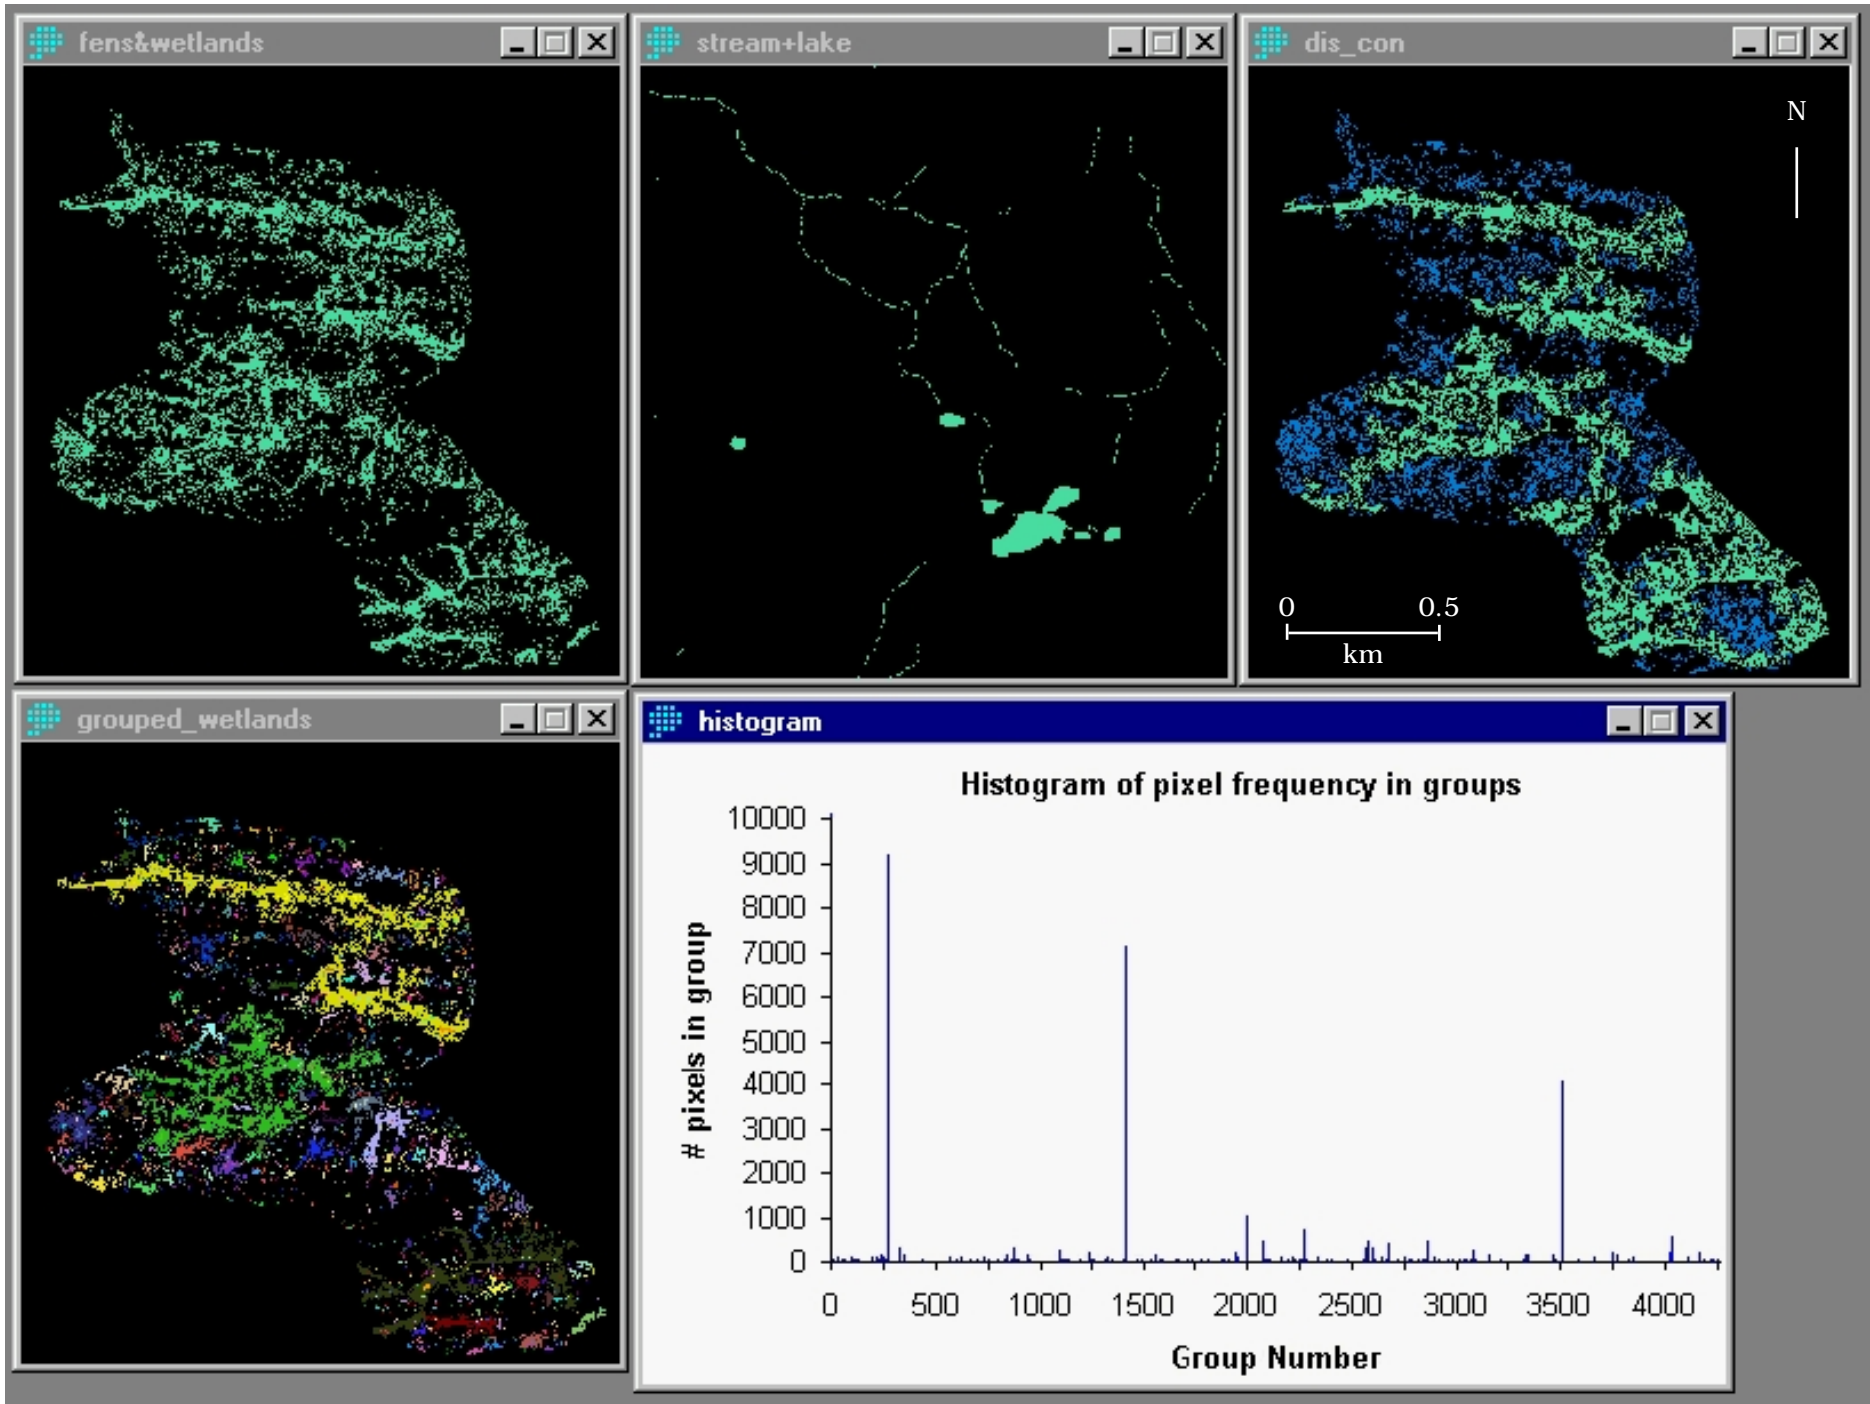 fens&wetlands
stream+lake
dis_con
N
0 0.5
km
grouped_wetlands
histogram
Histogram of pixel frequency in groups
10000
9000
8000
7000
6000
5000
4000
3000
2000
1000
0
# pixels in group
0 500 1000 1500 2000 2500 3000 3500 4000
Group Number